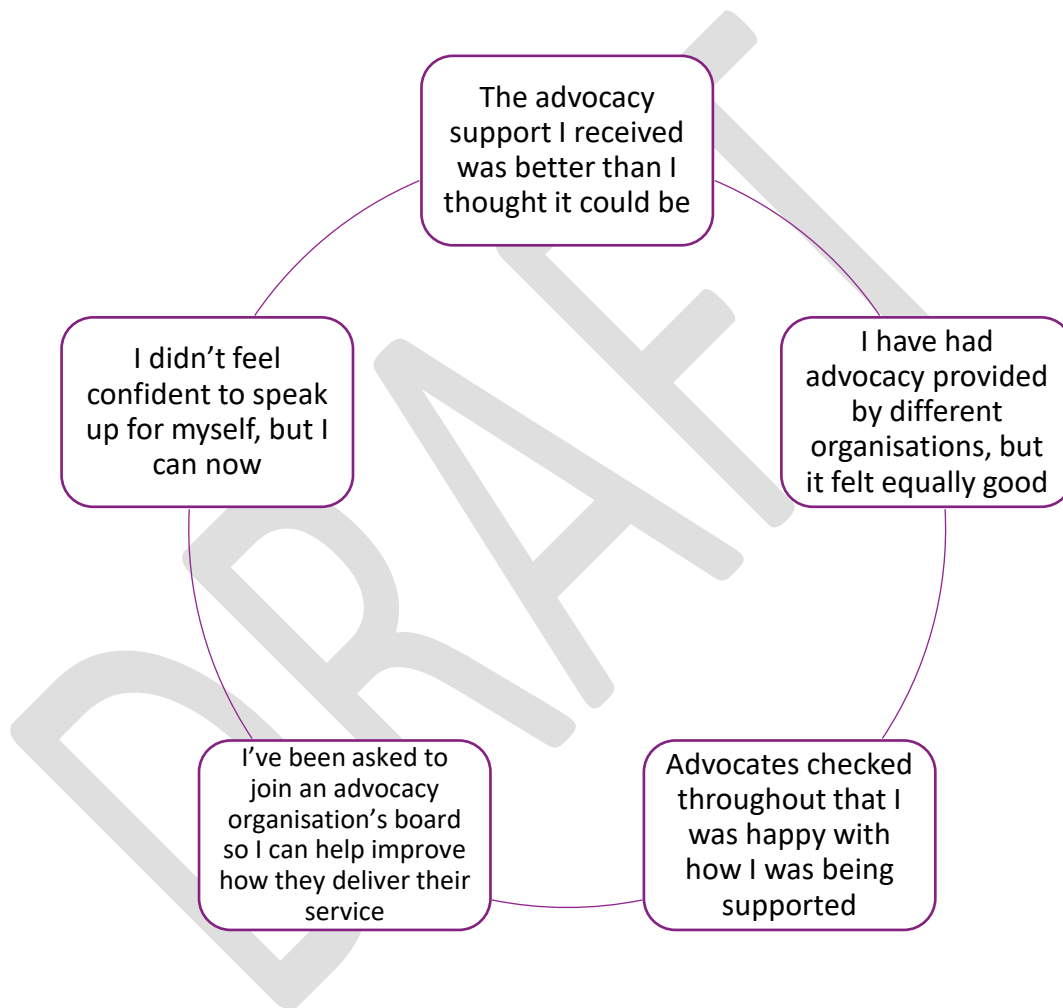 The advocacy
support I received
was better than I
thought it could be
I have had
advocacy provided
by different
organisations, but
it felt equally good
Advocates checked
throughout that I
was happy with
how I was being
supported
I’ve been asked to
join an advocacy
organisation’s board
so I can help improve
how they deliver their
service
I didn’t feel
confident to speak
up for myself, but I
can now
DRAFT